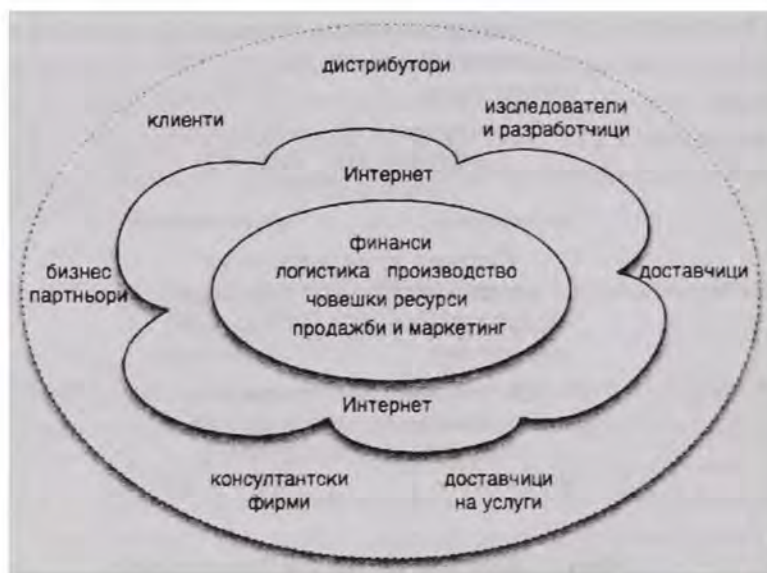 дистрибутори
клиенти
изследователи
и разработчици
Интернет
финанси
логистика производство
човешки ресурси
продажби и маркетинг
бизнес
партньори
доставчици
Интернет
консултантски
фирми
доставчици
на услуги